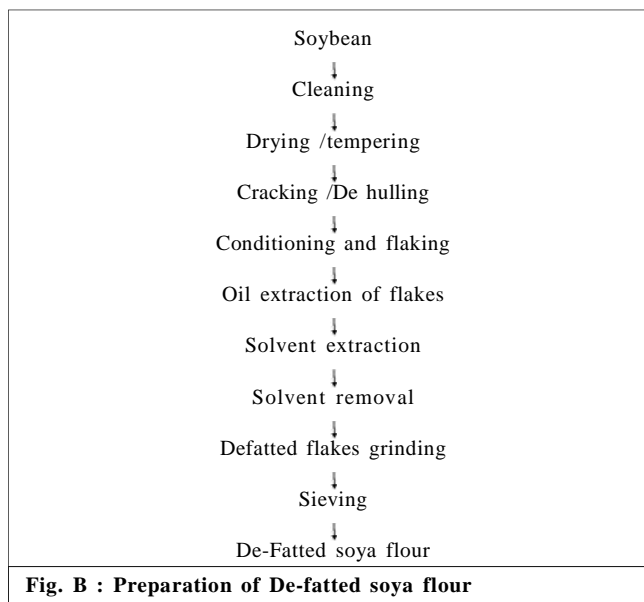 Soybean
Cleaning
Drying /tempering
Cracking /De hulling
Conditioning and flaking
Oil extraction of flakes
Solvent extraction
Solvent removal
Defatted flakes grinding
Sieving
De-Fatted soya flour
Fig. B : Preparation of De-fatted soya flour